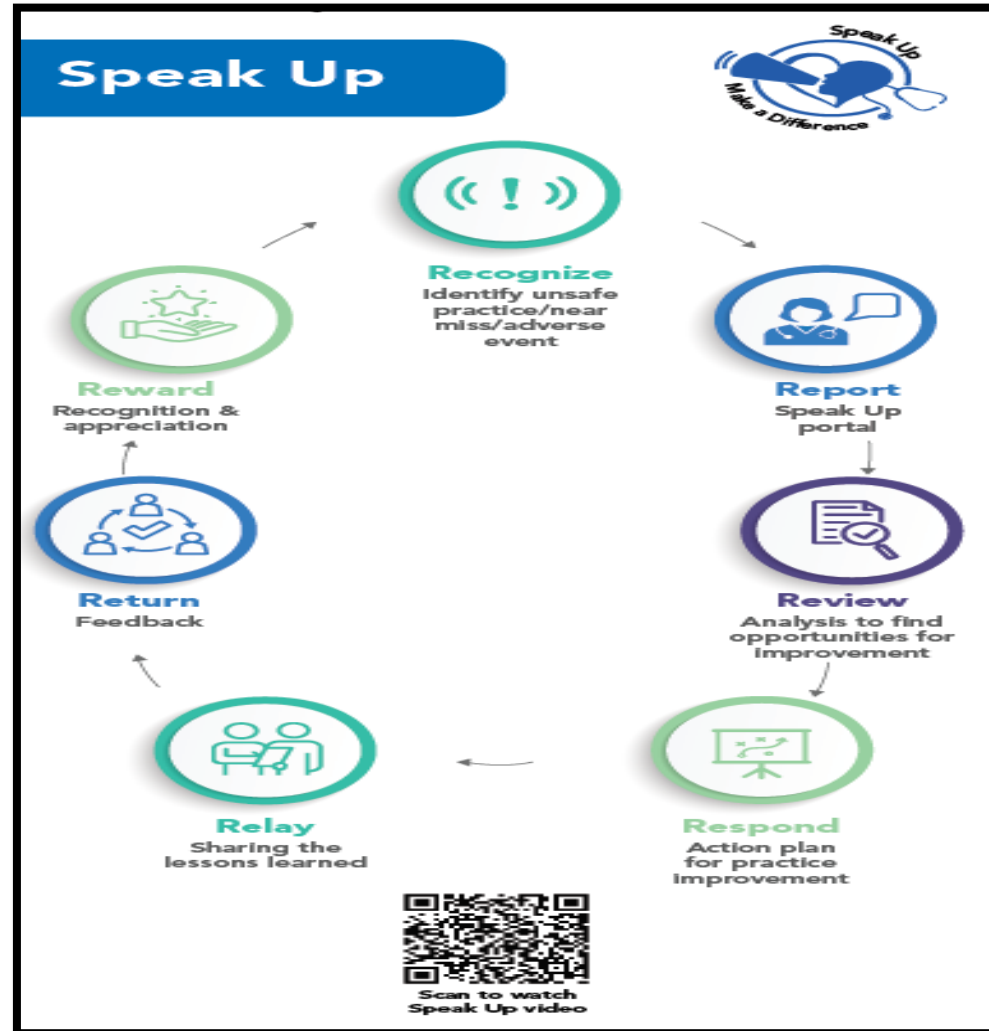 Speak Up
Speak Up
Make a Difference
Recognize
Identify unsafe
practice/near
miss/adverse
event
Report
Speak Up
portal
Review
Analysis to find
opportunities for
improvement
Respond
Action plan
for practice
improvement
Relay
Sharing the
lessons learned
Return
Feedback
Reward
Recognition &
appreciation
Scan to watch
Speak Up video